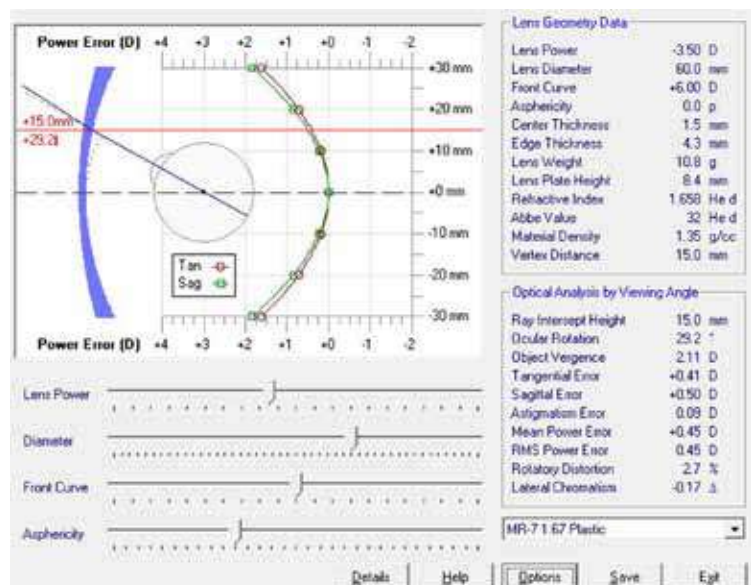 Power Error (D) +4 +3 +2 +1 +0 -1 -2
+30 mm
+20 mm
+15.0mm
+29.2
+10 mm
+0 mm
-10 mm
Tan
Sag
-20 mm
-30 mm
Power Error (D) +4 +3 +2 +1 +0 -1 -2
Lens Power
Diameter
Front Curve
Asphericity
Lens Geometry Data
Lens Power -3.50 D
Lens Diameter 60.0 mm
Front Curve +6.00 D
Asphericity 0.0 p
Center Thickness 1.5 mm
Edge Thickness 4.3 mm
Lens Weight 10.8 g
Lens Plate Height 8.4 mm
Refractive Index 1.658 He d
Abbe Value 32 He d
Material Density 1.35 g/cc
Vertex Distance 15.0 mm
Optical Analysis by Viewing Angle
Ray Intercept Height 15.0 mm
Ocular Rotation 29.2 °
Object Vergence 2.11 D
Tangential Error +0.41 D
Sagittal Error +0.50 D
Astigmatism Error 0.09 D
Mean Power Error +0.45 D
RMS Power Error 0.45 D
Rotatory Distortion 2.7 %
Lateral Chromatism -0.17 Δ
MR-7 1.67 Plastic
Details Help Options Save Exit